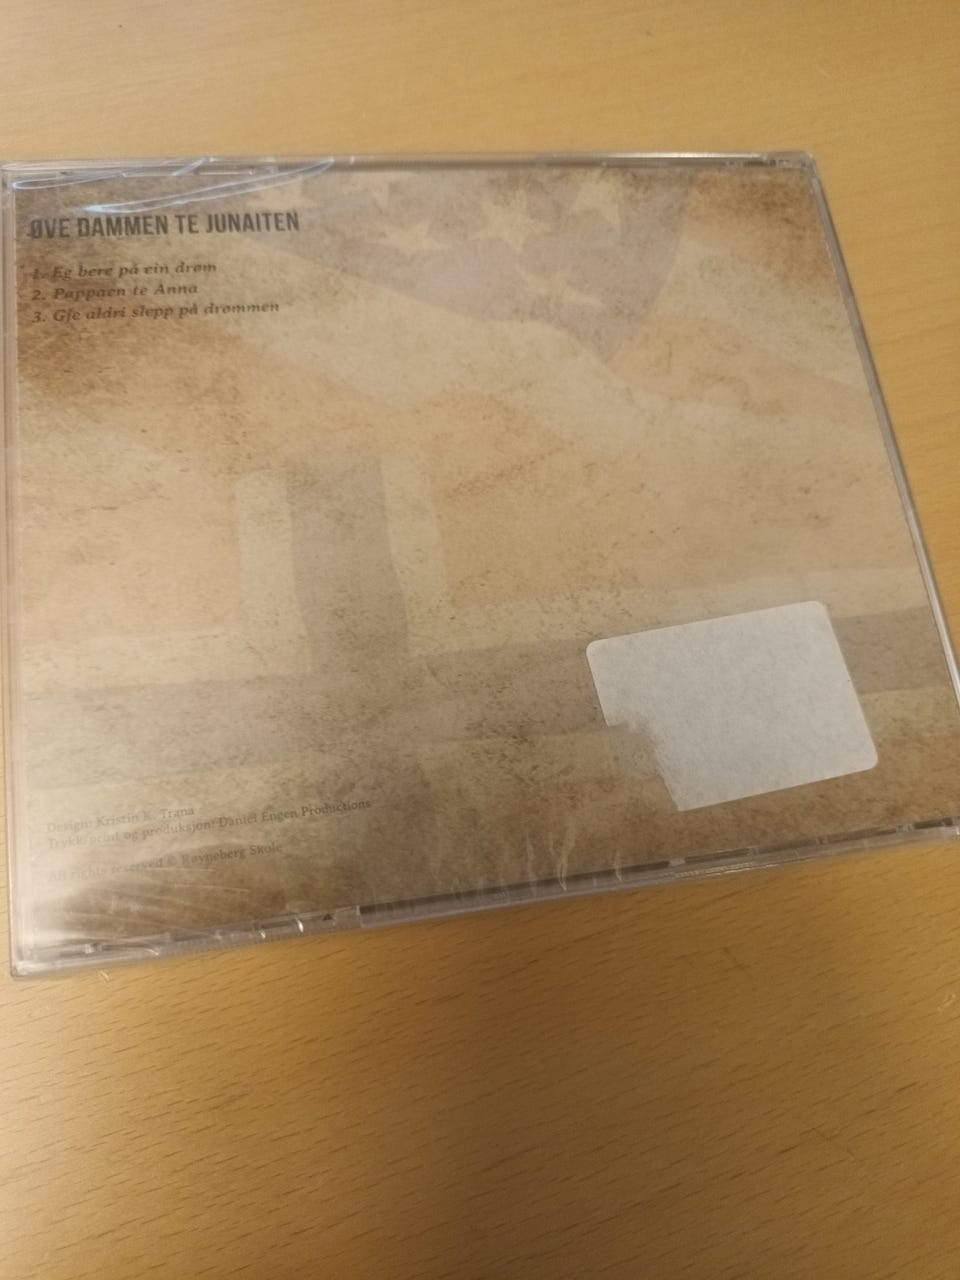 ØVE DAMMEN TE JUNAITEN
1. Eg bere på ein drøm
2. Pappaen te Anna
3. Gje aldri slepp på drømmen
Design: Kristin K. Trana
Trykk/print og produksjon: Daniel Engen Productions
All rights reserved © Røyneberg Skole